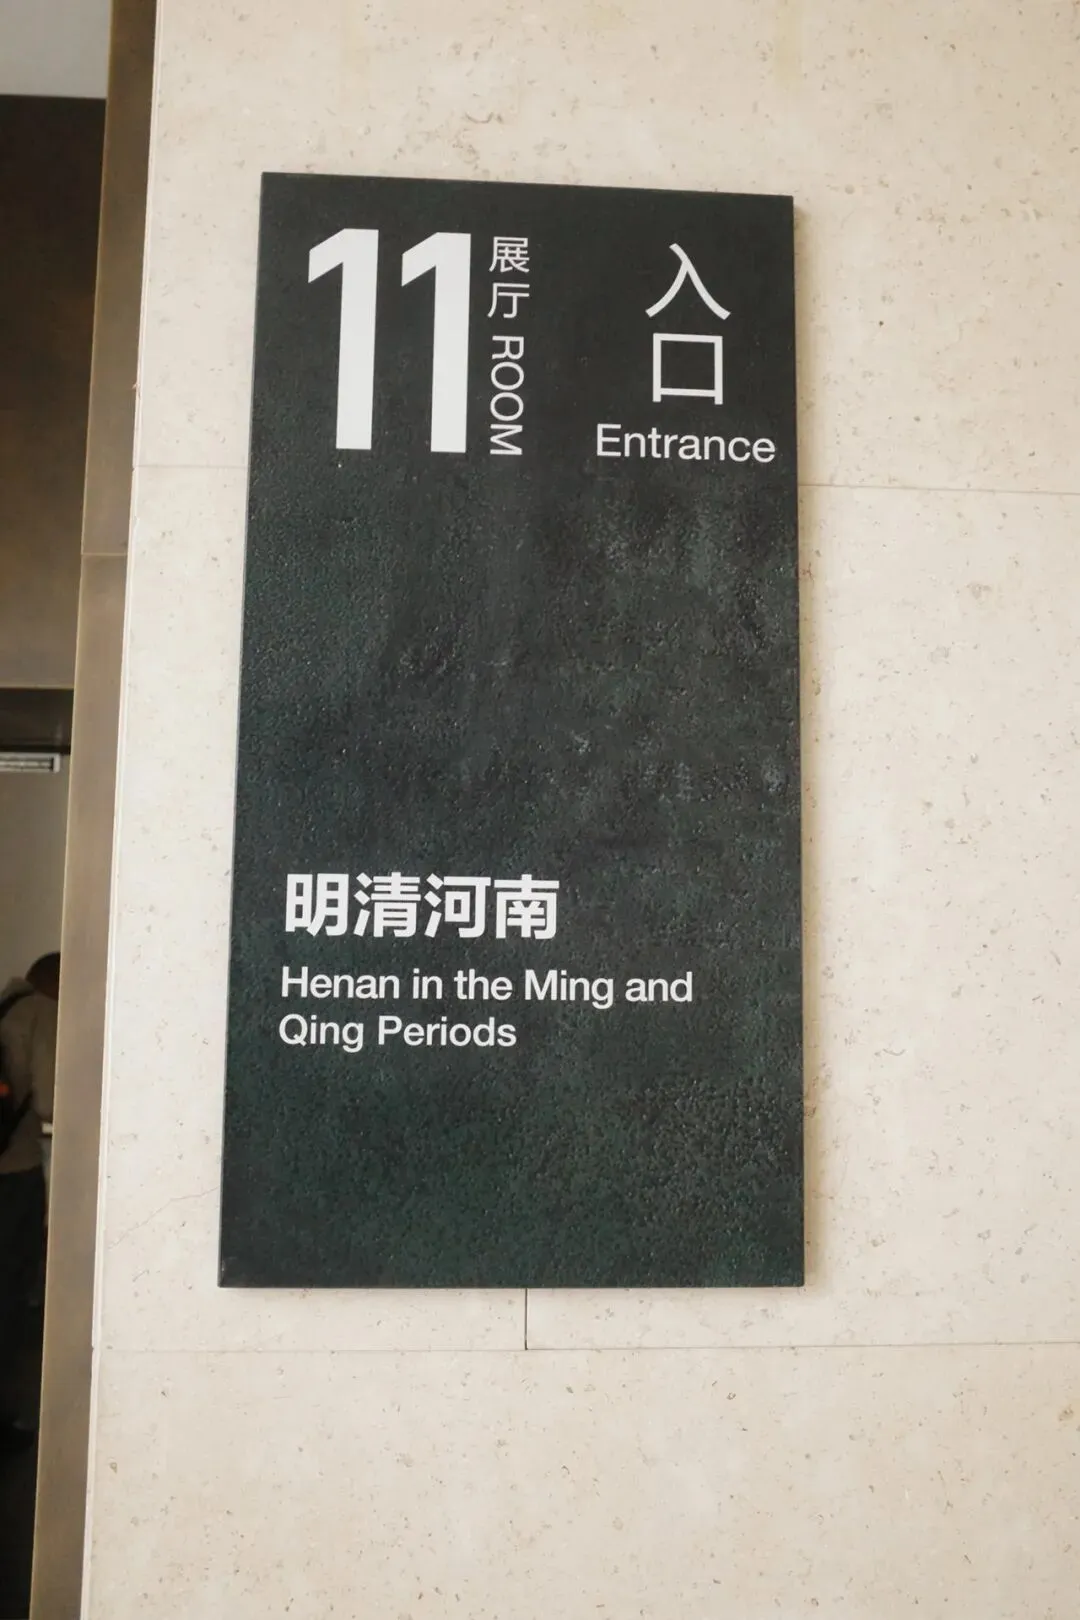 11 展厅 ROOM
入口
Entrance
明清河南
Henan in the Ming and
Qing Periods